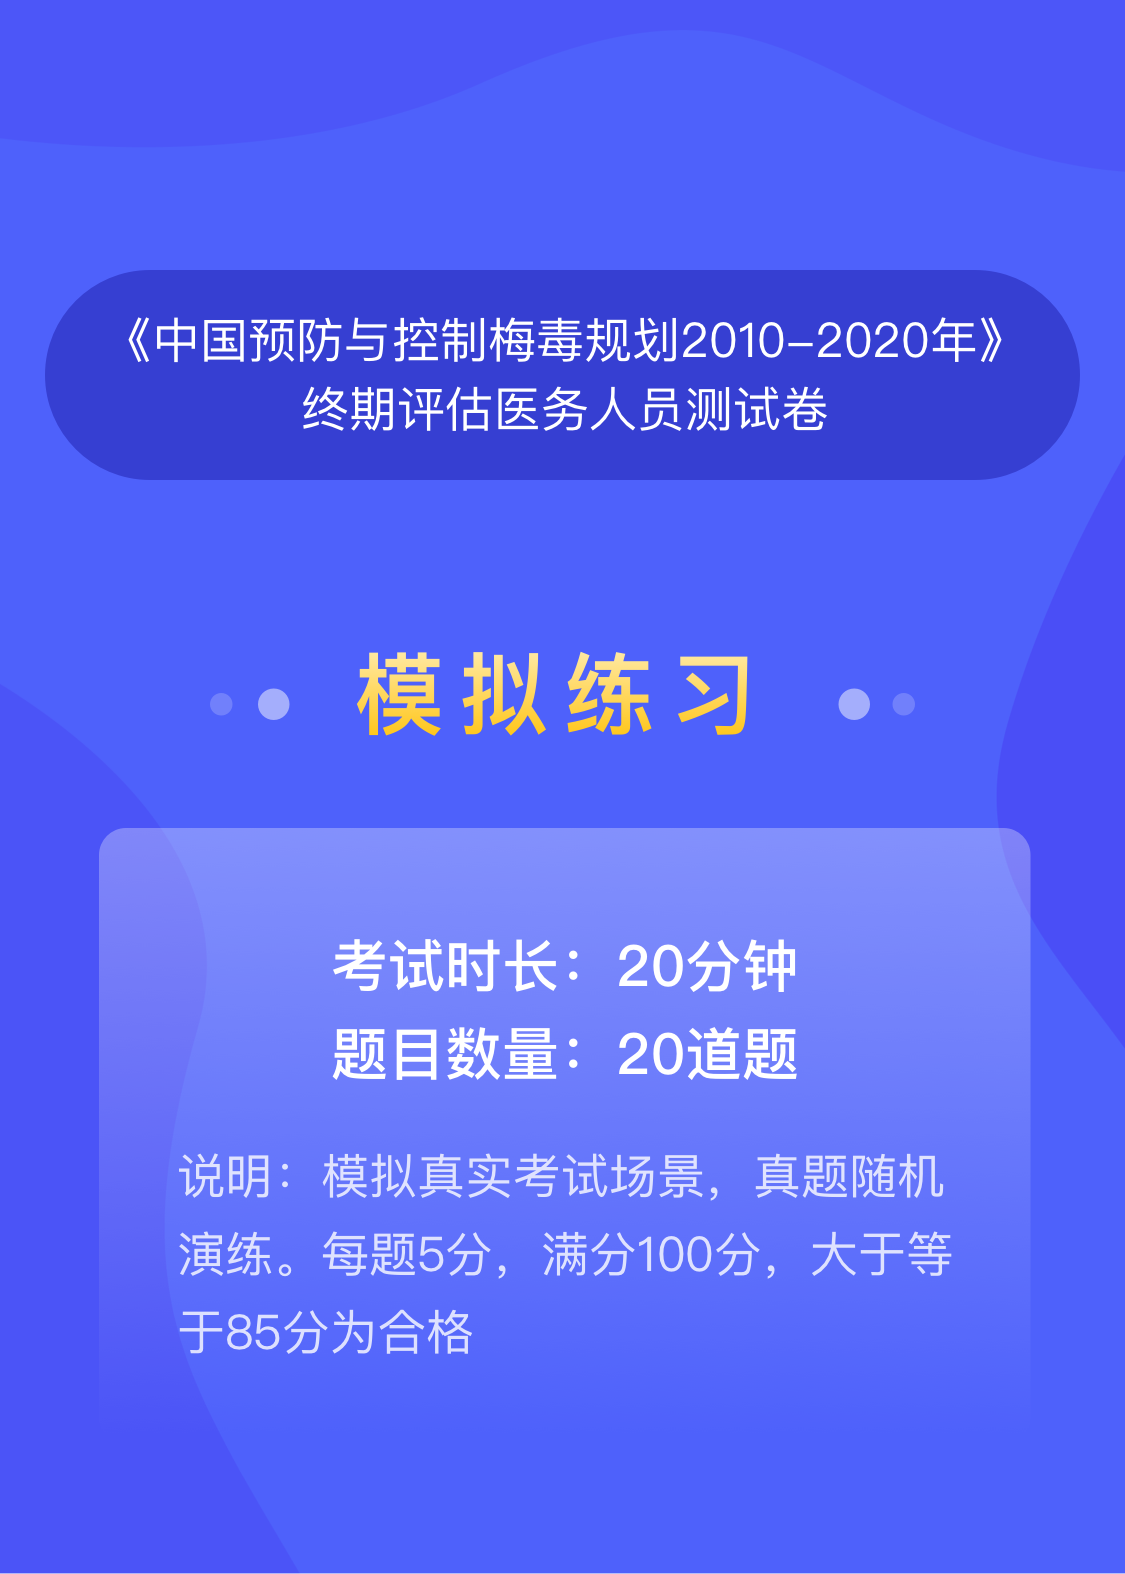 《中国预防与控制梅毒规划2010-2020年》
终期评估医务人员测试卷
模拟练习
考试时长：20分钟
题目数量：20道题
说明：模拟真实考试场景，真题随机
演练。每题5分，满分100分，大于等
于85分为合格